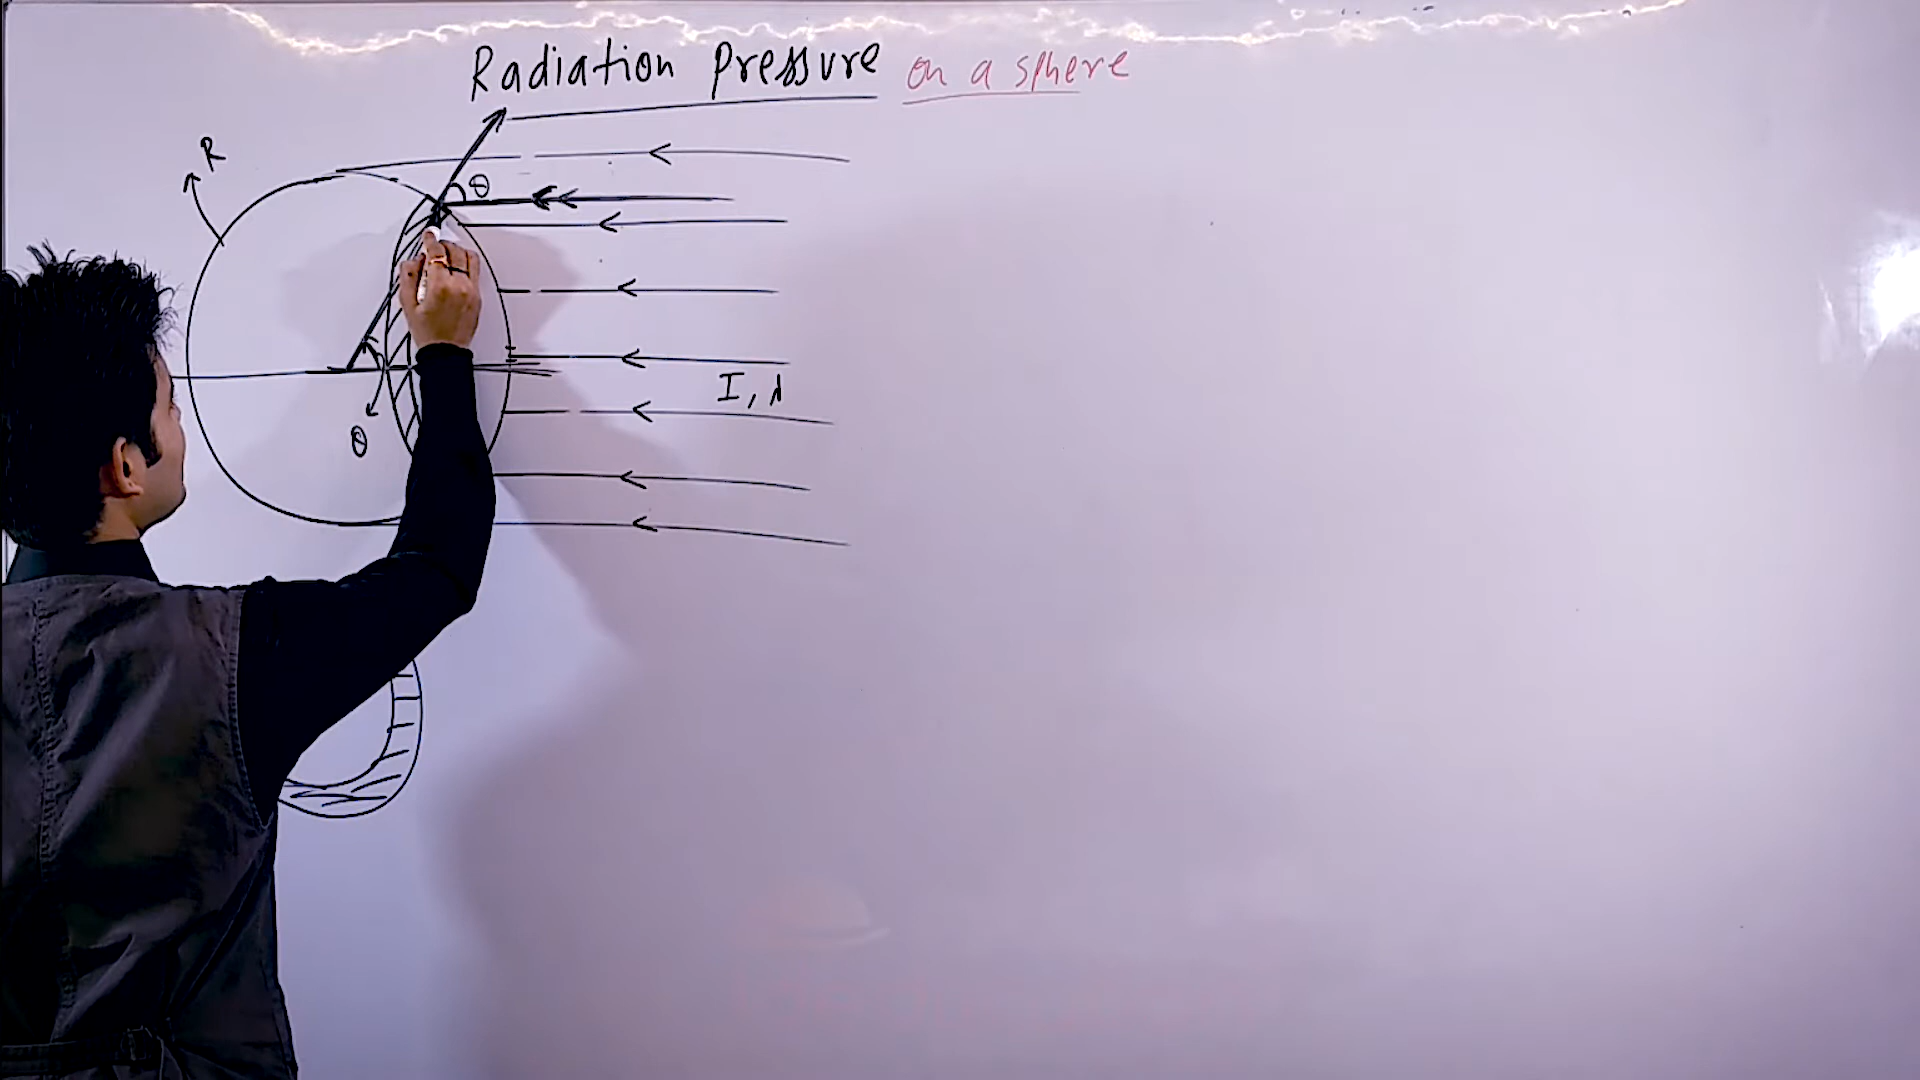 Radiation Pressure on a sphere
R
θ
I, λ
θ